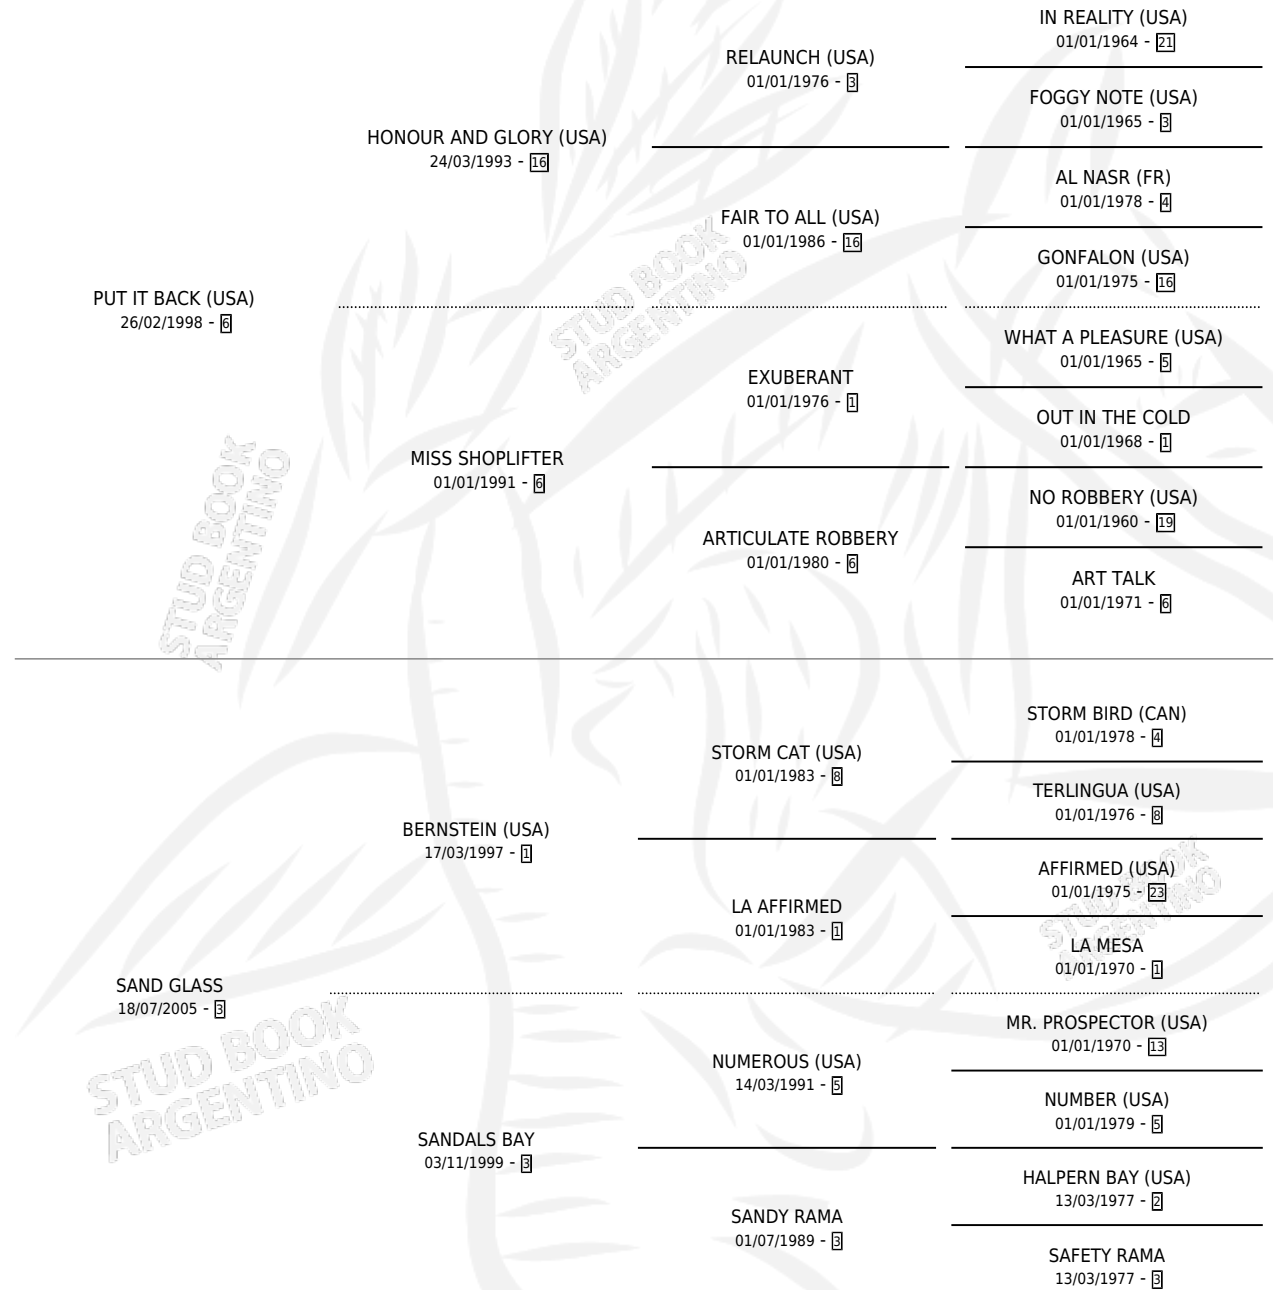 IN REALITY (USA)
01/01/1964 - 21
RELAUNCH (USA)
01/01/1976 - 3
FOGGY NOTE (USA)
01/01/1965 - 3
HONOUR AND GLORY (USA)
24/03/1993 - 16
AL NASR (FR)
01/01/1978 - 4
FAIR TO ALL (USA)
01/01/1986 - 16
GONFALON (USA)
01/01/1975 - 16
PUT IT BACK (USA)
26/02/1998 - 6
WHAT A PLEASURE (USA)
01/01/1965 - 5
EXUBERANT
01/01/1976 - 1
OUT IN THE COLD
01/01/1968 - 1
MISS SHOPLIFTER
01/01/1991 - 6
NO ROBBERY (USA)
01/01/1960 - 19
ARTICULATE ROBBERY
01/01/1980 - 6
ART TALK
01/01/1971 - 6
STORM BIRD (CAN)
01/01/1978 - 4
STORM CAT (USA)
01/01/1983 - 8
TERLINGUA (USA)
01/01/1976 - 8
BERNSTEIN (USA)
17/03/1997 - 1
AFFIRMED (USA)
01/01/1975 - 23
LA AFFIRMED
01/01/1983 - 1
LA MESA
01/01/1970 - 1
SAND GLASS
18/07/2005 - 3
MR. PROSPECTOR (USA)
01/01/1970 - 13
NUMEROUS (USA)
14/03/1991 - 5
NUMBER (USA)
01/01/1979 - 5
SANDALS BAY
03/11/1999 - 3
HALPERN BAY (USA)
13/03/1977 - 2
SANDY RAMA
01/07/1989 - 3
SAFETY RAMA
13/03/1977 - 3
STUD BOOK
ARGENTINO
STUD BOOK
ARGENTINO
STUD BOOK
ARGENTINO
STUD BOOK
ARGENTINO